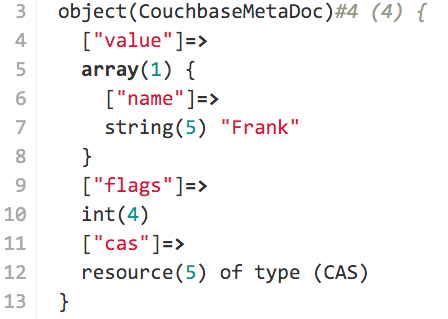 3 object(CouchbaseMetaDoc)#4 (4) {
4   ["value"]=>
5   array(1) {
6     ["name"]=>
7     string(5) "Frank"
8   }
9   ["flags"]=>
10   int(4)
11   ["cas"]=>
12   resource(5) of type (CAS)
13 }